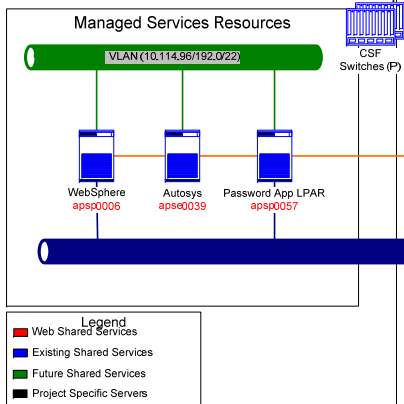 Managed Services Resources
VLAN (10.114.96/192.0/22)
CSF
Switches (P)
WebSphere
apsp0006
Autosys
apse0039
Password App LPAR
apsp0057
Legend
Web Shared Services
Existing Shared Services
Future Shared Services
Project Specific Servers